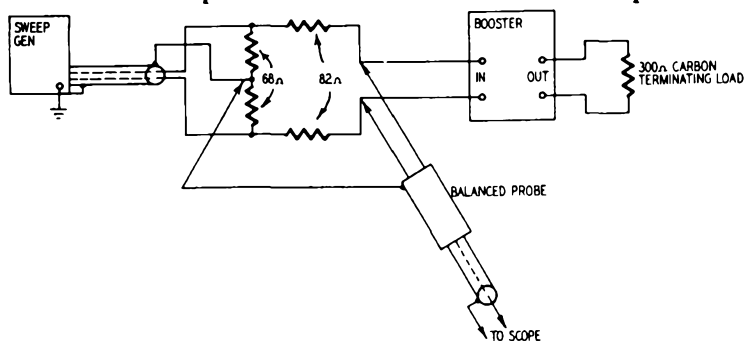 SWEEP
GEN
68Ω
82Ω
BOOSTER
IN
OUT
300Ω CARBON
TERMINATING LOAD
BALANCED PROBE
TO SCOPE